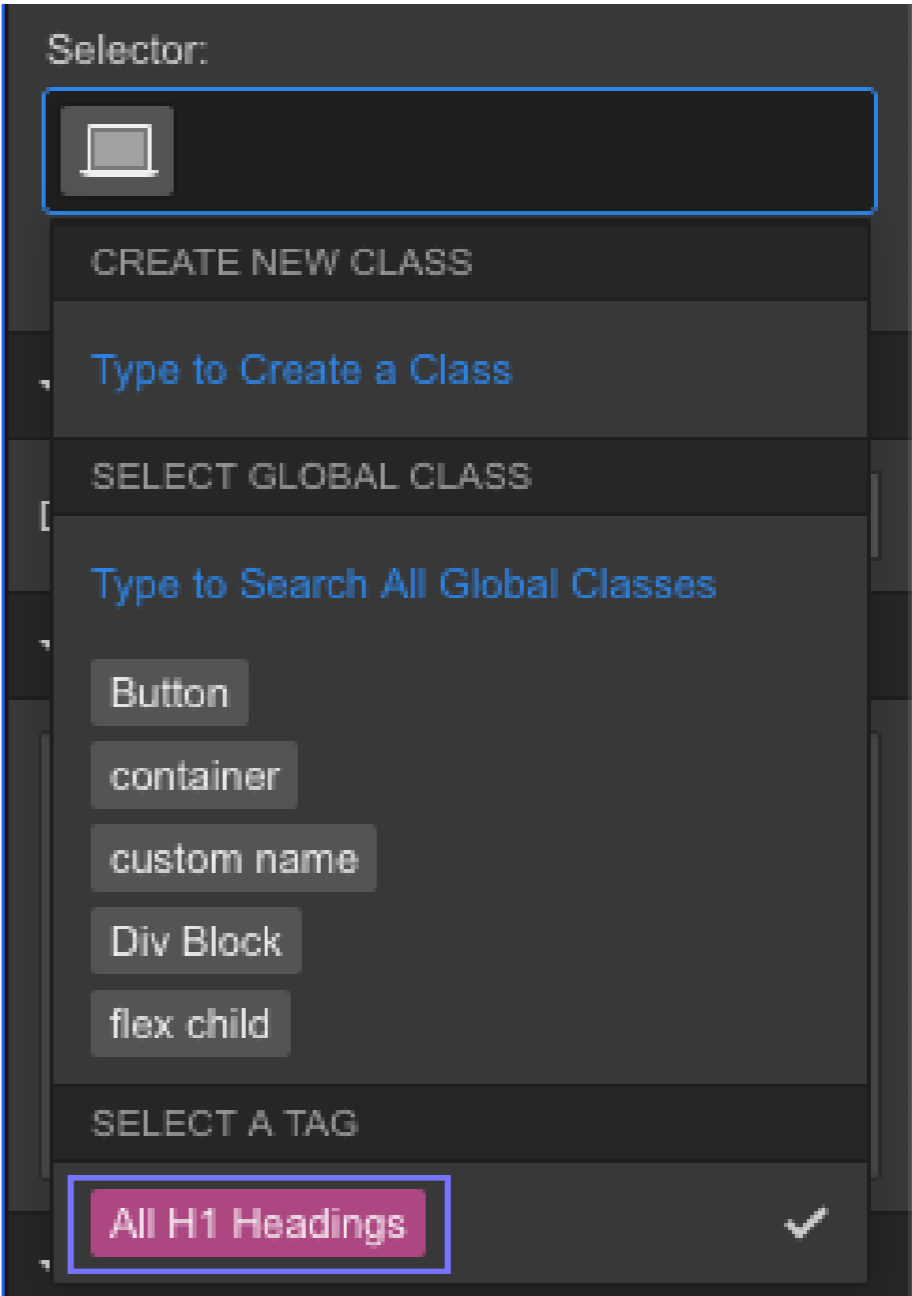 Selector:
CREATE NEW CLASS
Type to Create a Class
SELECT GLOBAL CLASS
Type to Search All Global Classes
Button
container
custom name
Div Block
flex child
SELECT A TAG
All H1 Headings